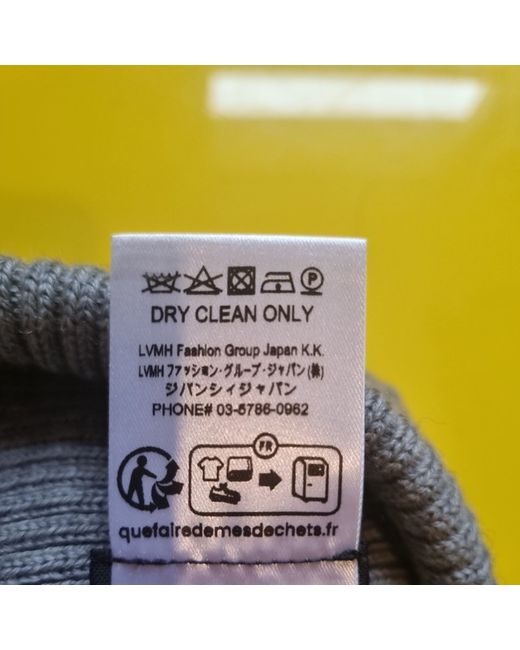 P
DRY CLEAN ONLY
LVMH Fashion Group Japan K.K.
LVMH ファッション・グループ・ジャパン(株)
ジバンシィジャパン
PHONE# 03-5786-0962
FR
quefairedemesdechets.fr